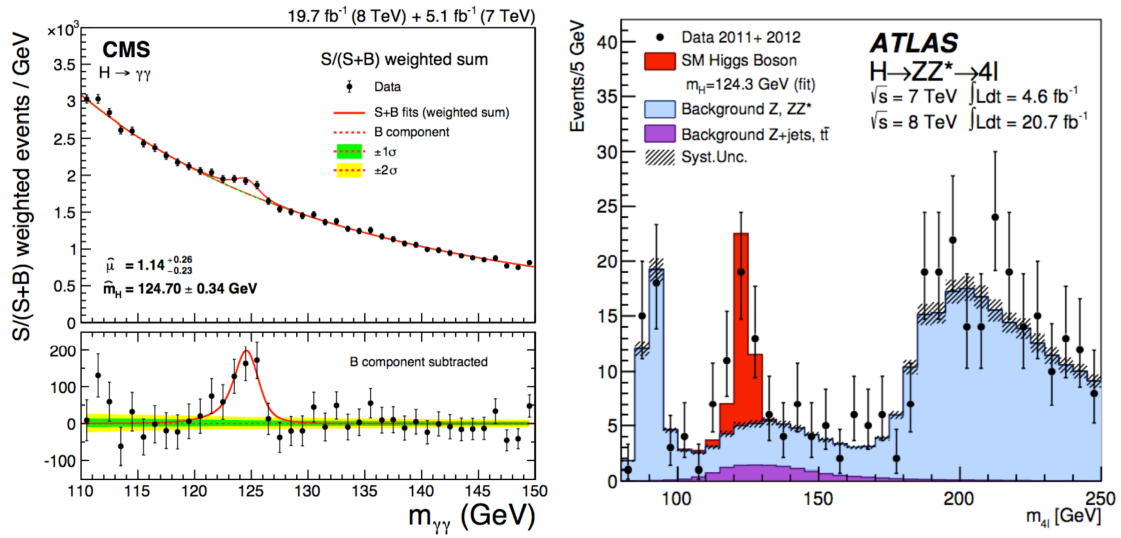 19.7 fb⁻¹ (8 TeV) + 5.1 fb⁻¹ (7 TeV)
×10³
CMS
H → γγ
S/(S+B) weighted sum
Data
S+B fits (weighted sum)
B component
±1σ
±2σ
S/(S+B) weighted events / GeV
3.5
3
2.5
2
1.5
1
0.5
0
μ̂ = 1.14 +0.26 −0.23
m̂H = 124.70 ± 0.34 GeV
B component subtracted
200
100
0
-100
110 115 120 125 130 135 140 145 150
mγγ (GeV)
Events/5 GeV
40
35
30
25
20
15
10
5
0
Data 2011+ 2012
SM Higgs Boson
mH=124.3 GeV (fit)
Background Z, ZZ*
Background Z+jets, tt̄
Syst.Unc.
ATLAS
H→ZZ*→4l
√s = 7 TeV ∫Ldt = 4.6 fb⁻¹
√s = 8 TeV ∫Ldt = 20.7 fb⁻¹
100 150 200 250
m4l [GeV]